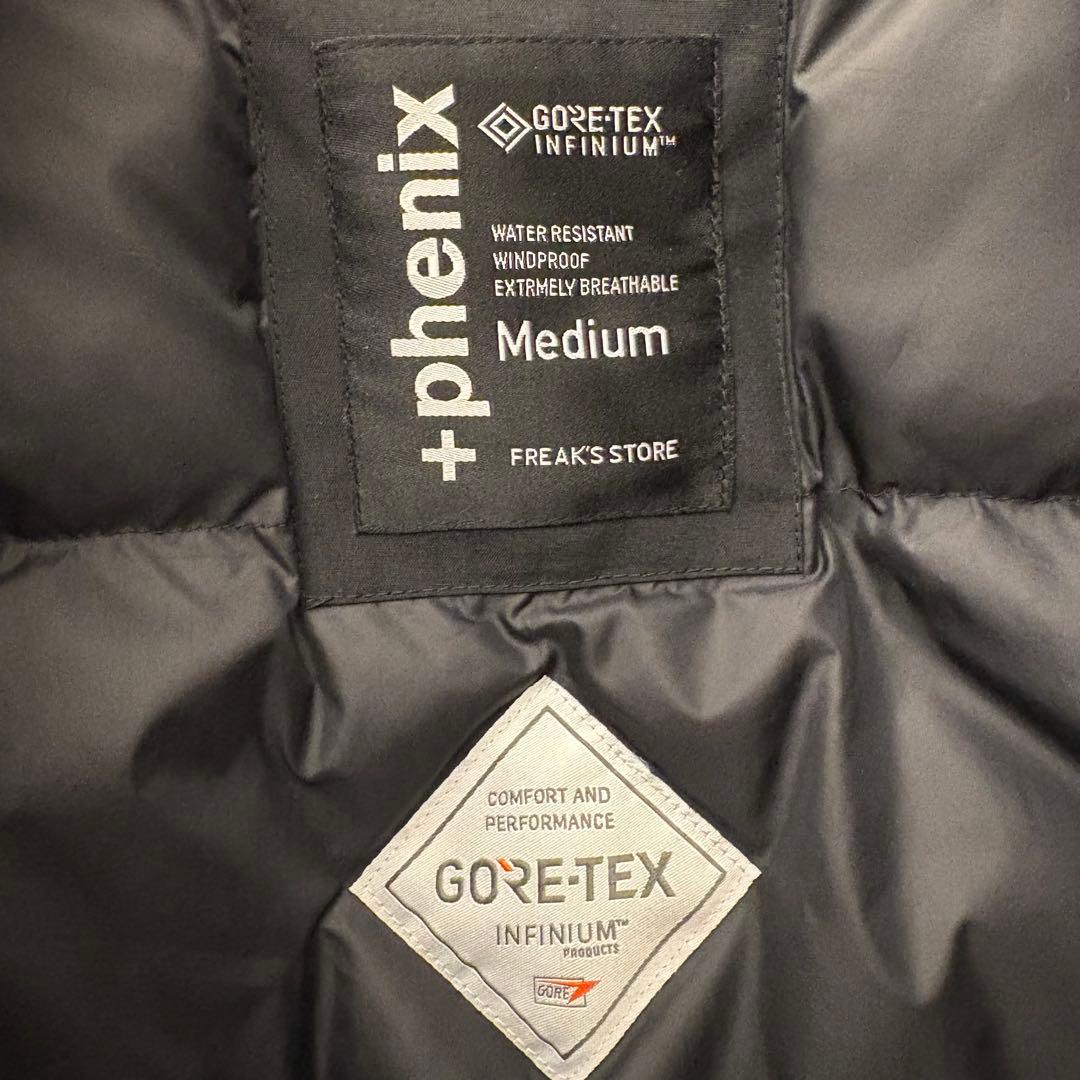 +phenix
GORE-TEX
INFINIUM™
WATER RESISTANT
WINDPROOF
EXTRMELY BREATHABLE
Medium
FREAK'S STORE
COMFORT AND
PERFORMANCE
GORE-TEX
INFINIUM™
PRODUCTS
GORE